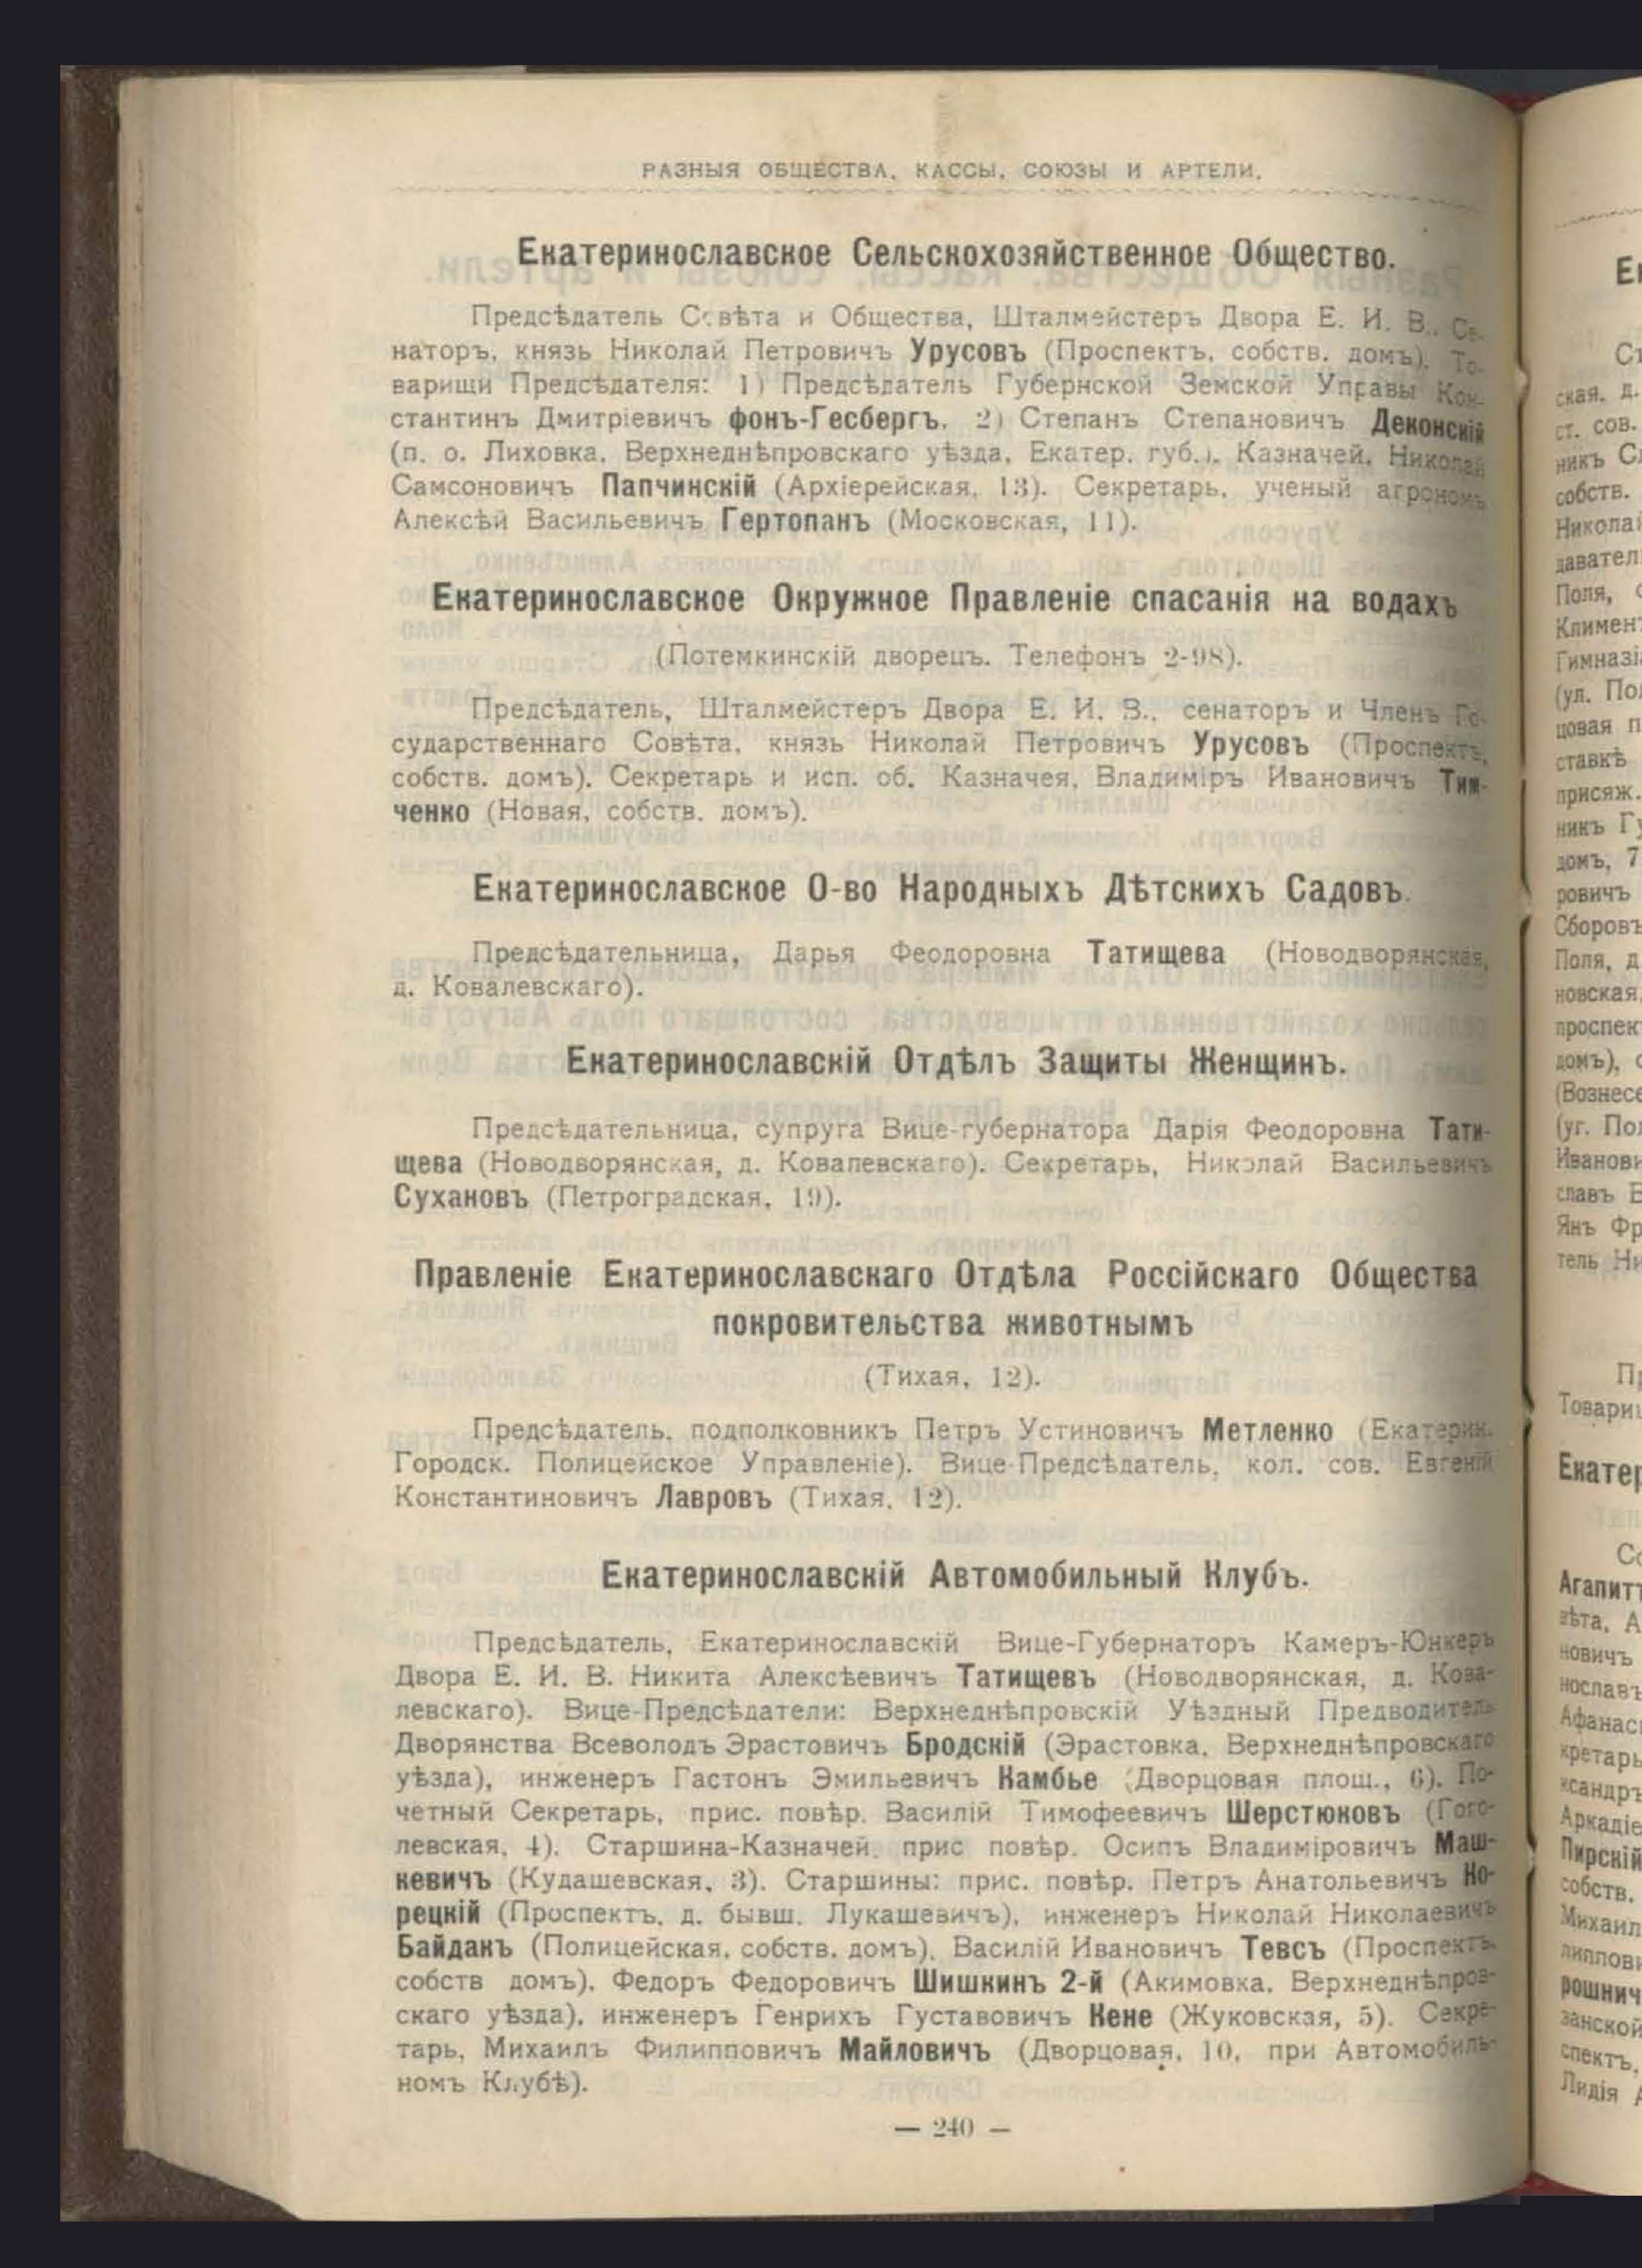 РАЗНЫЯ ОБЩЕСТВА, КАССЫ, СОЮЗЫ И АРТЕЛИ.
Екатеринославское Сельскохозяйственное Общество.
Предсѣдатель Совѣта и Общества, Шталмейстеръ Двора Е. И. В., Се-
наторъ, князь Николай Петровичъ Урусовъ (Проспектъ, собств. домъ). То-
варищи Предсѣдателя: 1) Предсѣдатель Губернской Земской Управы Кон-
стантинъ Дмитріевичъ фонъ-Гесбергъ, 2) Степанъ Степановичъ Деконскій
(п. о. Лиховка, Верхнеднѣпровскаго уѣзда, Екатер. губ.). Казначей, Николай
Самсоновичъ Папчинскій (Архіерейская, 13). Секретарь, ученый агрономъ
Алексѣй Васильевичъ Гертопанъ (Московская, 11).
Екатеринославское Окружное Правленіе спасанія на водахъ
(Потемкинскій дворецъ. Телефонъ 2-98).
Предсѣдатель, Шталмейстеръ Двора Е. И. В., сенаторъ и Членъ Го-
сударственнаго Совѣта, князь Николай Петровичъ Урусовъ (Проспектъ,
собств. домъ). Секретарь и исп. об. Казначея, Владиміръ Ивановичъ Тим-
ченко (Новая, собств. домъ).
Екатеринославское О-во Народныхъ Дѣтскихъ Садовъ.
Предсѣдательница, Дарья Феодоровна Татищева (Новодворянская,
д. Ковалевскаго).
Екатеринославскій Отдѣлъ Защиты Женщинъ.
Предсѣдательница, супруга Вице-губернатора Дарія Феодоровна Тати-
щева (Новодворянская, д. Ковалевскаго). Секретарь, Николай Васильевичъ
Сухановъ (Петроградская, 19).
Правленіе Екатеринославскаго Отдѣла Россійскаго Общества
покровительства животнымъ
(Тихая, 12).
Предсѣдатель, подполковникъ Петръ Устиновичъ Метленко (Екатерин.
Городск. Полицейское Управленіе). Вице-Предсѣдатель, кол. сов. Евгеній
Константиновичъ Лавровъ (Тихая, 12).
Екатеринославскій Автомобильный Клубъ.
Предсѣдатель, Екатеринославскій Вице-Губернаторъ Камеръ-Юнкеръ
Двора Е. И. В. Никита Алексѣевичъ Татищевъ (Новодворянская, д. Кова-
левскаго). Вице-Предсѣдатели: Верхнеднѣпровскій Уѣздный Предводитель
Дворянства Всеволодъ Эрастовичъ Бродскій (Эрастовка, Верхнеднѣпровскаго
уѣзда), инженеръ Гастонъ Эмильевичъ Камбье (Дворцовая площ., 6). По-
четный Секретарь, прис. повѣр. Василій Тимофеевичъ Шерстюковъ (Гого-
левская, 4). Старшина-Казначей, прис повѣр. Осипъ Владиміровичъ Маш-
кевичъ (Кудашевская, 3). Старшины: прис. повѣр. Петръ Анатольевичъ Ко-
рецкій (Проспектъ, д. бывш. Лукашевичъ), инженеръ Николай Николаевичъ
Байдакъ (Полицейская, собств. домъ), Василій Ивановичъ Тевсъ (Проспектъ
собств домъ), Федоръ Федоровичъ Шишкинъ 2-й (Акимовка, Верхнеднѣпров-
скаго уѣзда), инженеръ Генрихъ Густавовичъ Кене (Жуковская, 5). Секре-
тарь, Михаилъ Филипповичъ Майловичъ (Дворцовая, 10, при Автомобиль-
номъ Клубѣ).
— 240 —